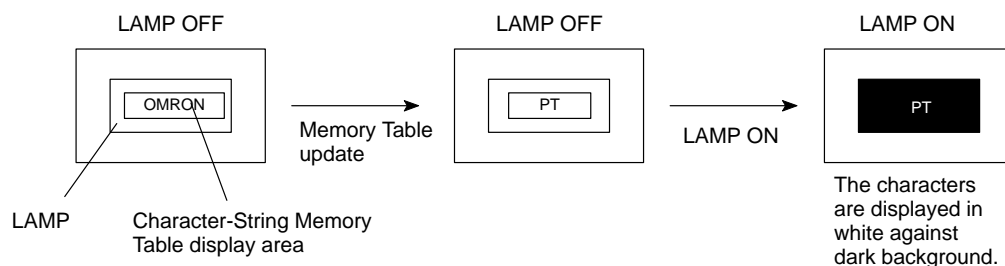 LAMP OFF
LAMP OFF
LAMP ON
OMRON
PT
PT
Memory Table
update
LAMP ON
LAMP
Character-String Memory
Table display area
The characters
are displayed in
white against
dark background.